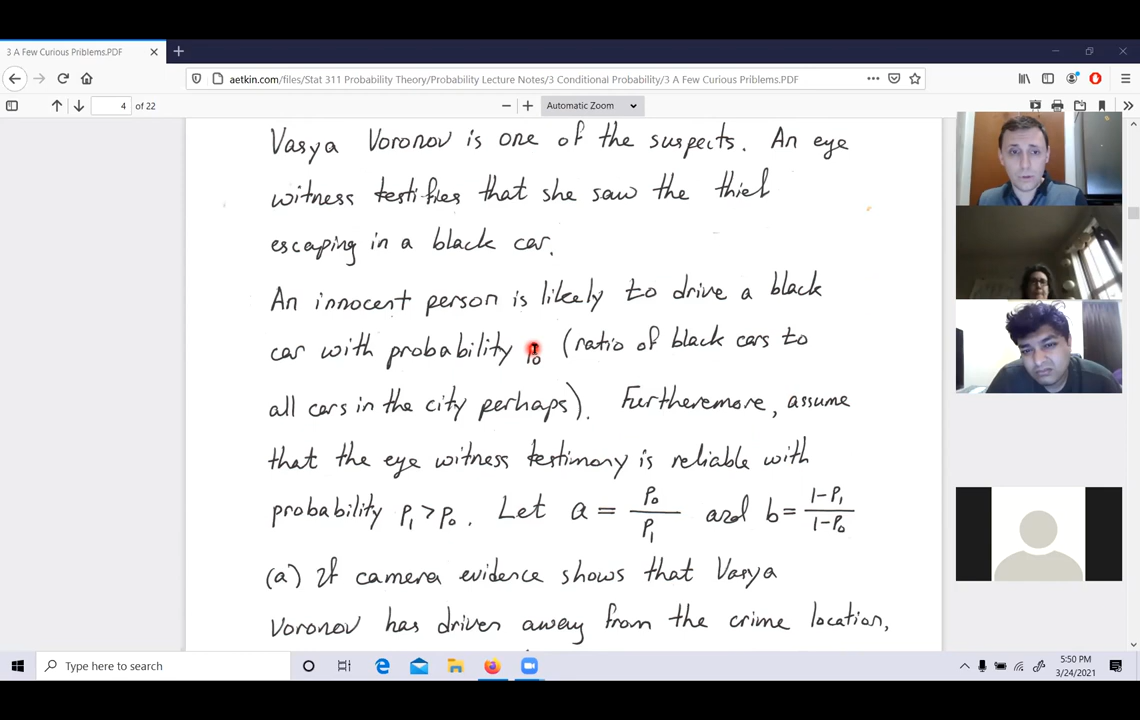 3 A Few Curious Priblems.PDF
aetkin.com/files/Stat 311 Probability Theory/Probability Lecture Notes/3 Conditional Probability/3 A Few Curious Priblems.PDF
4 of 22
Automatic Zoom
Vasya Voronov is one of the suspects. An eye
witness testifies that she saw the thief
escaping in a black car.
An innocent person is likely to drive a black
car with probability p₀ (ratio of black cars to
all cars in the city perhaps). Furtheremore, assume
that the eye witness testimony is reliable with
probability P₁ > P₀. Let a = P₀/P₁ and b = 1-P₁/1-P₀
(a) If camera evidence shows that Vasya
Voronov has driven away from the crime location,
Type here to search
5:50 PM
3/24/2021